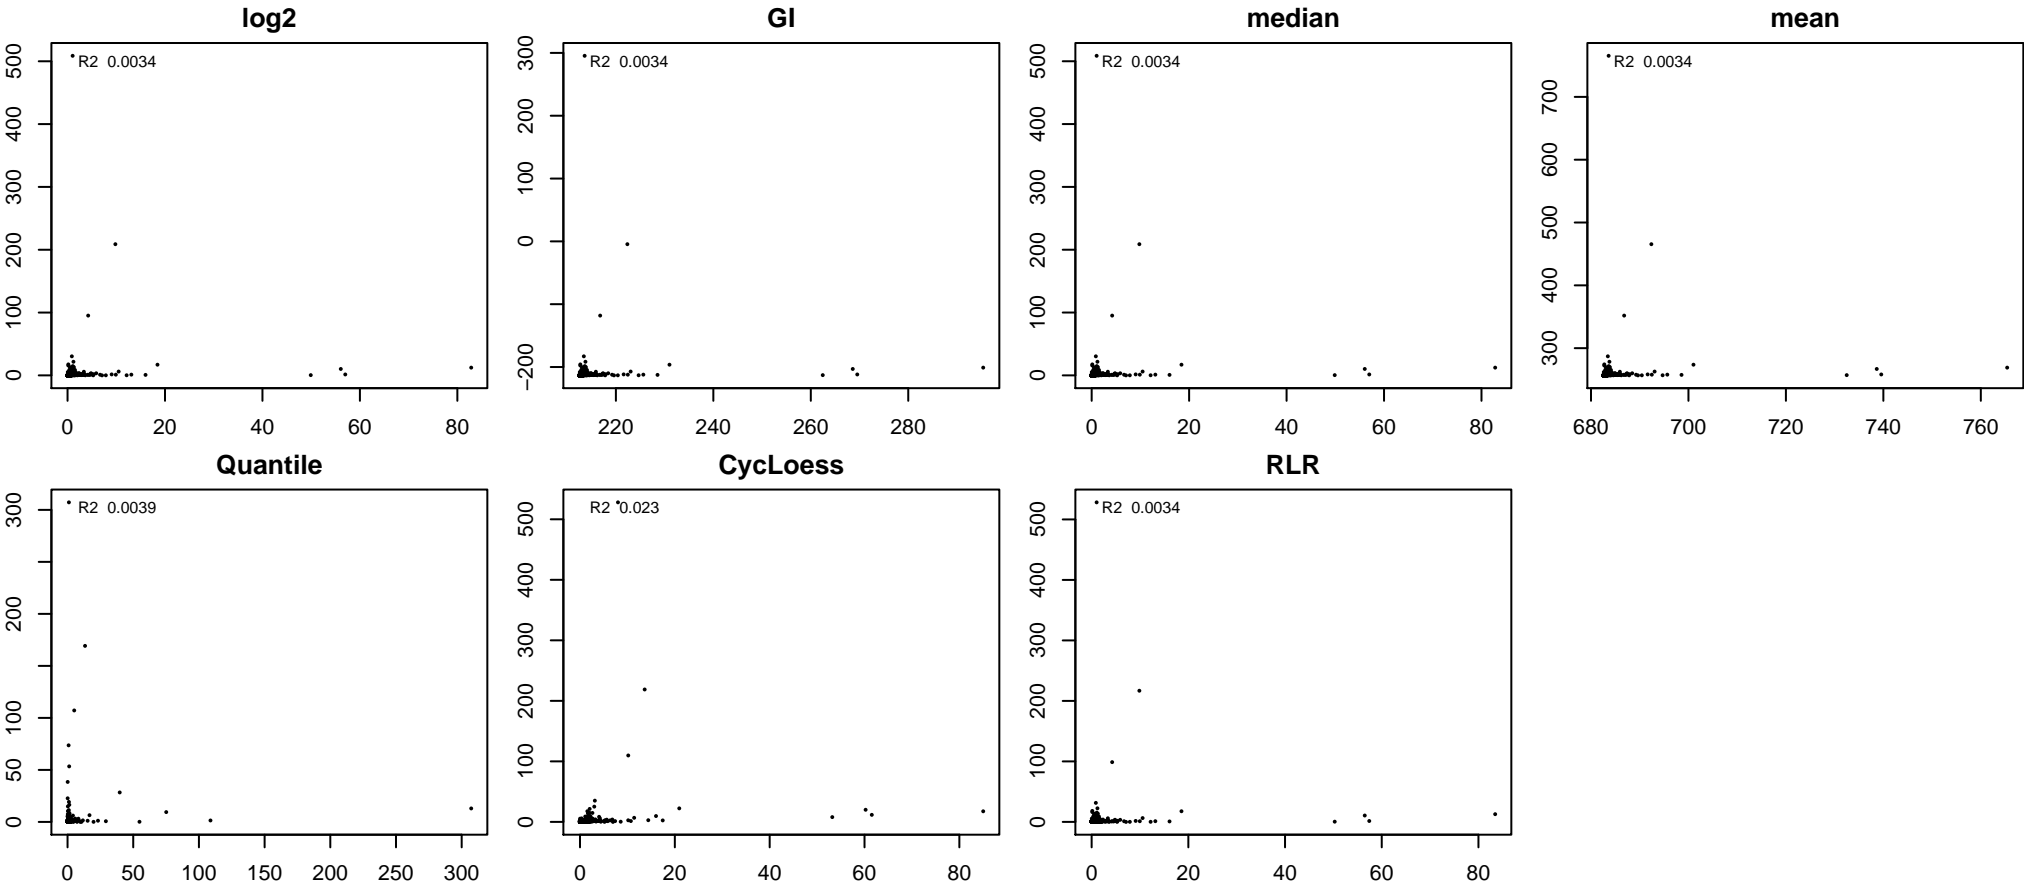 log2
R2 0.0034
0 100 200 300 400 500
0 20 40 60 80
GI
R2 0.0034
−200 0 100 200 300
220 240 260 280
median
R2 0.0034
0 100 200 300 400 500
0 20 40 60 80
mean
R2 0.0034
300 400 500 600 700
680 700 720 740 760
Quantile
R2 0.0039
0 50 100 200 300
0 50 100 150 200 250 300
CycLoess
R2 0.023
0 100 200 300 400 500
0 20 40 60 80
RLR
R2 0.0034
0 100 200 300 400 500
0 20 40 60 80